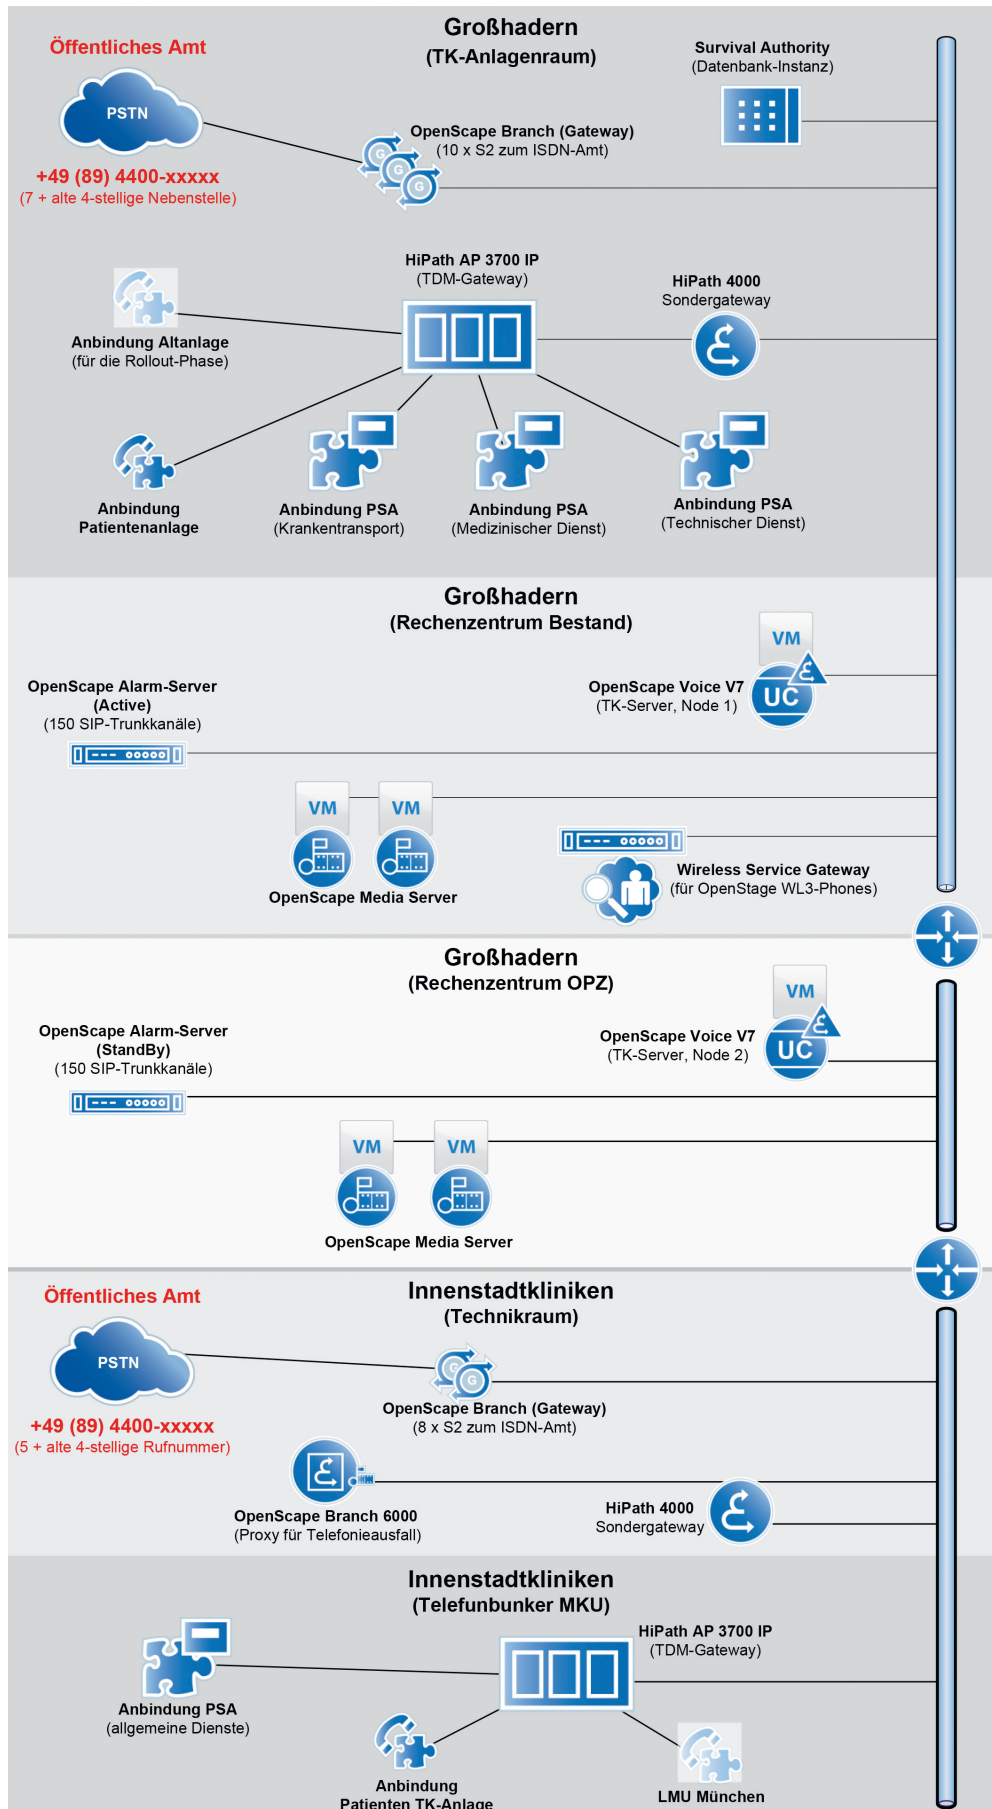 Großhadern
(TK-Anlagenraum)
Öffentliches Amt
PSTN
+49 (89) 4400-xxxxx
(7 + alte 4-stellige Nebenstelle)
OpenScape Branch (Gateway)
(10 x S2 zum ISDN-Amt)
G
G
G
Survival Authority
(Datenbank-Instanz)
HiPath AP 3700 IP
(TDM-Gateway)
HiPath 4000
Sondergateway
Anbindung Altanlage
(für die Rollout-Phase)
Anbindung
Patientenanlage
Anbindung PSA
(Krankentransport)
Anbindung PSA
(Medizinischer Dienst)
Anbindung PSA
(Technischer Dienst)
Großhadern
(Rechenzentrum Bestand)
VM
UC
OpenScape Voice V7
(TK-Server, Node 1)
OpenScape Alarm-Server
(Active)
(150 SIP-Trunkkanäle)
VM
VM
OpenScape Media Server
Wireless Service Gateway
(für OpenStage WL3-Phones)
Großhadern
(Rechenzentrum OPZ)
VM
UC
OpenScape Voice V7
(TK-Server, Node 2)
OpenScape Alarm-Server
(StandBy)
(150 SIP-Trunkkanäle)
VM
VM
OpenScape Media Server
Innenstadtkliniken
(Technikraum)
Öffentliches Amt
PSTN
+49 (89) 4400-xxxxx
(5 + alte 4-stellige Rufnummer)
G
G
OpenScape Branch (Gateway)
(8 x S2 zum ISDN-Amt)
OpenScape Branch 6000
(Proxy für Telefonieausfall)
HiPath 4000
Sondergateway
Innenstadtkliniken
(Telefunbunker MKU)
HiPath AP 3700 IP
(TDM-Gateway)
Anbindung PSA
(allgemeine Dienste)
Anbindung
Patienten TK-Anlage
LMU München